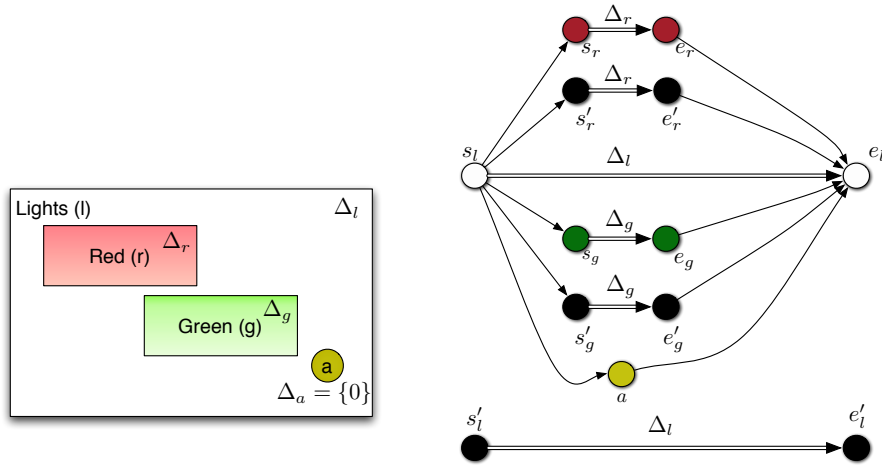 Lights (l) Δ_l
Red (r) Δ_r
Green (g) Δ_g
a
Δ_a = {0}
Δ_r
s_r e_r
Δ_r
s'_r e'_r
s_l Δ_l e_l
Δ_g
s_g e_g
Δ_g
s'_g e'_g
a
s'_l Δ_l e'_l